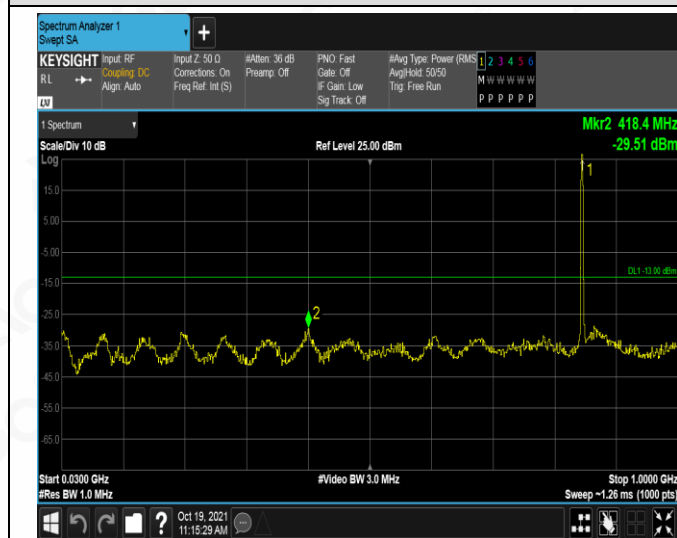 Spectrum Analyzer 1
Swept SA
+
KEYSIGHT
RL
LXI
Input: RF
Coupling: DC
Align: Auto
Input Z: 50 Ω
Corrections: On
Freq Ref: Int (S)
#Atten: 36 dB
Preamp: Off
PNO: Fast
Gate: Off
IF Gain: Low
Sig Track: Off
#Avg Type: Power (RMS
Avg|Hold: 50/50
Trig: Free Run
1 2 3 4 5 6
M W W W W W
P P P P P P
1 Spectrum
Mkr2 418.4 MHz
-29.51 dBm
Scale/Div 10 dB
Ref Level 25.00 dBm
Log
15.0
5.00
-5.00
-15.0
-25.0
-35.0
-45.0
-55.0
-65.0
1
2
DL1 -13.00 dBm
Start 0.0300 GHz
#Res BW 1.0 MHz
#Video BW 3.0 MHz
Stop 1.0000 GHz
Sweep ~1.26 ms (1000 pts)
?
Oct 19, 2021
11:15:29 AM